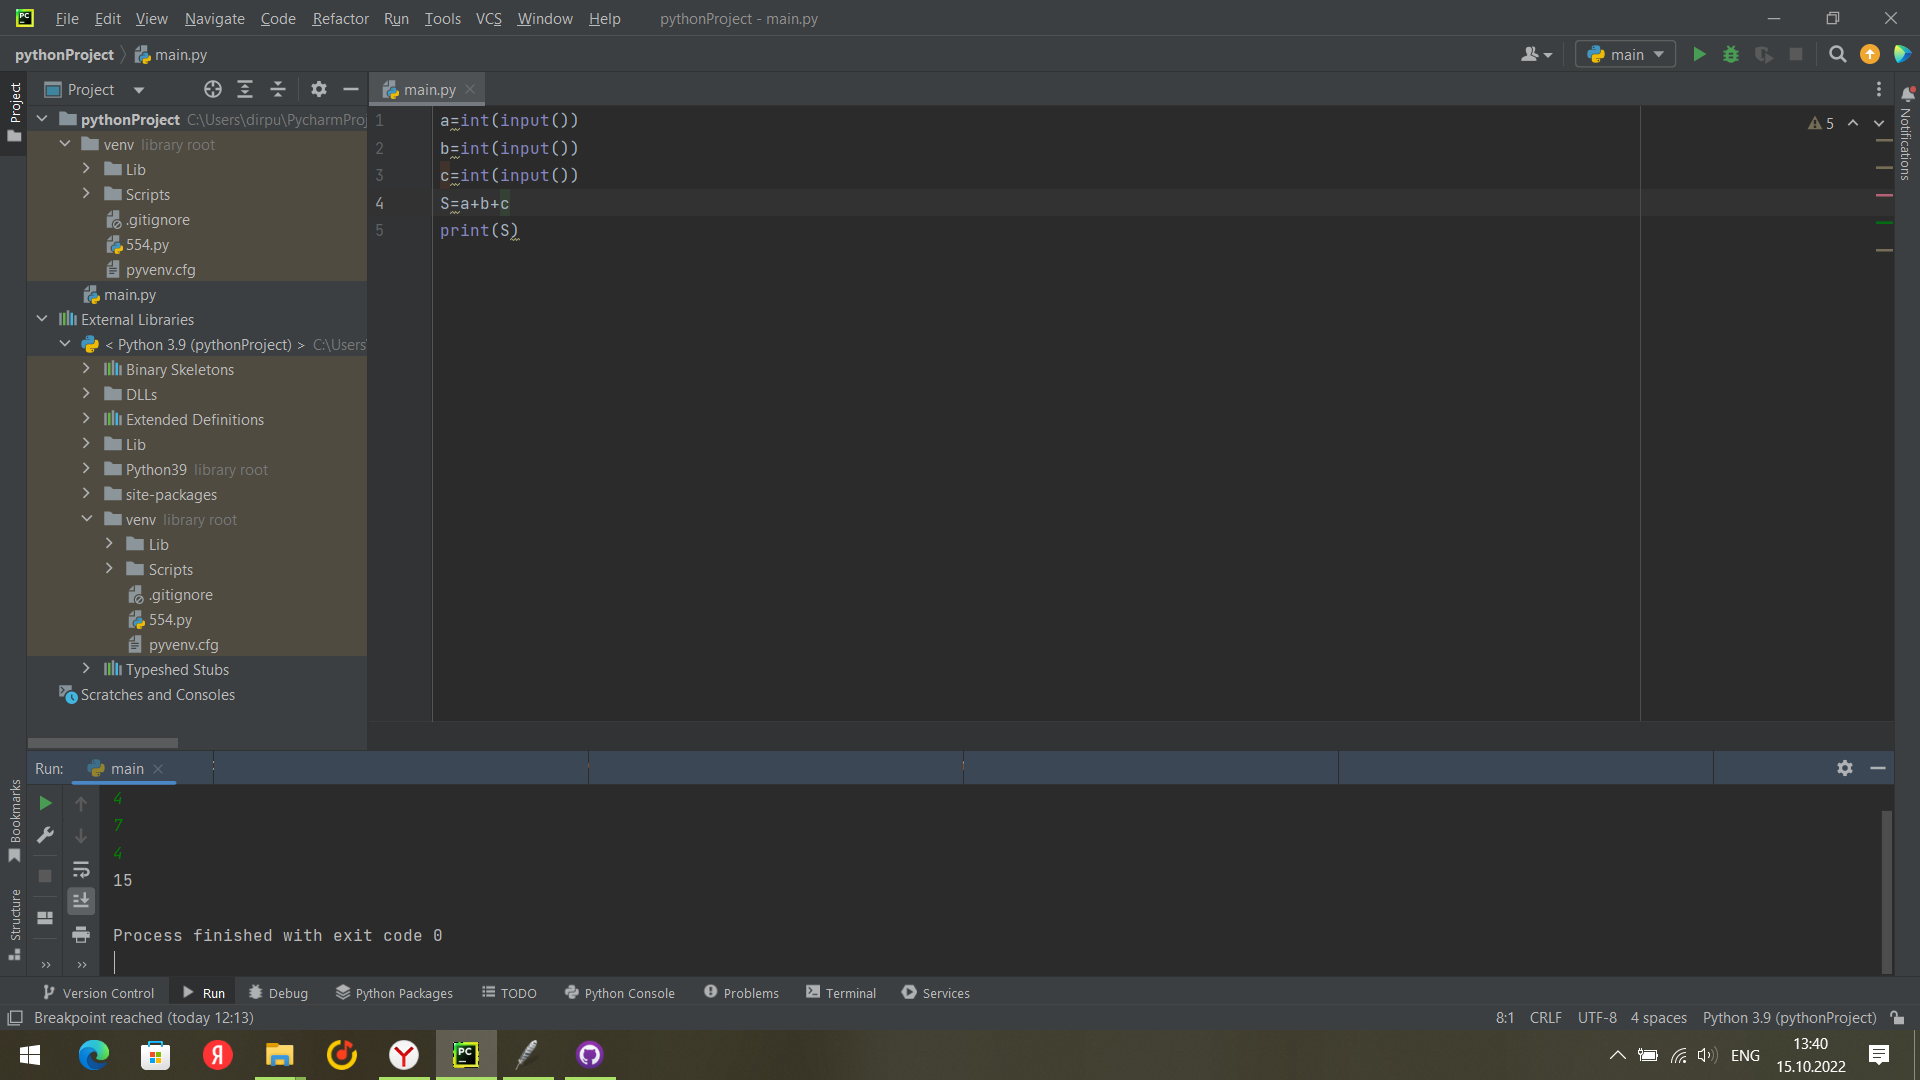 File Edit View Navigate Code Refactor Run Tools VCS Window Help pythonProject - main.py
pythonProject main.py main
Project main.py
Project
pythonProject C:\Users\dirpu\PycharmProj
venv library root
Lib
Scripts
.gitignore
554.py
pyvenv.cfg
main.py
External Libraries
< Python 3.9 (pythonProject) > C:\Users
Binary Skeletons
DLLs
Extended Definitions
Lib
Python39 library root
site-packages
venv library root
Lib
Scripts
.gitignore
554.py
pyvenv.cfg
Typeshed Stubs
Scratches and Consoles
1 a=int(input())
2 b=int(input())
3 c=int(input())
4 S=a+b+c
5 print(S)
5
Notifications
Run: main
4
7
4
15
Process finished with exit code 0
Bookmarks
Structure
Version Control Run Debug Python Packages TODO Python Console Problems Terminal Services
Breakpoint reached (today 12:13) 8:1 CRLF UTF-8 4 spaces Python 3.9 (pythonProject)
ENG 13:40
15.10.2022